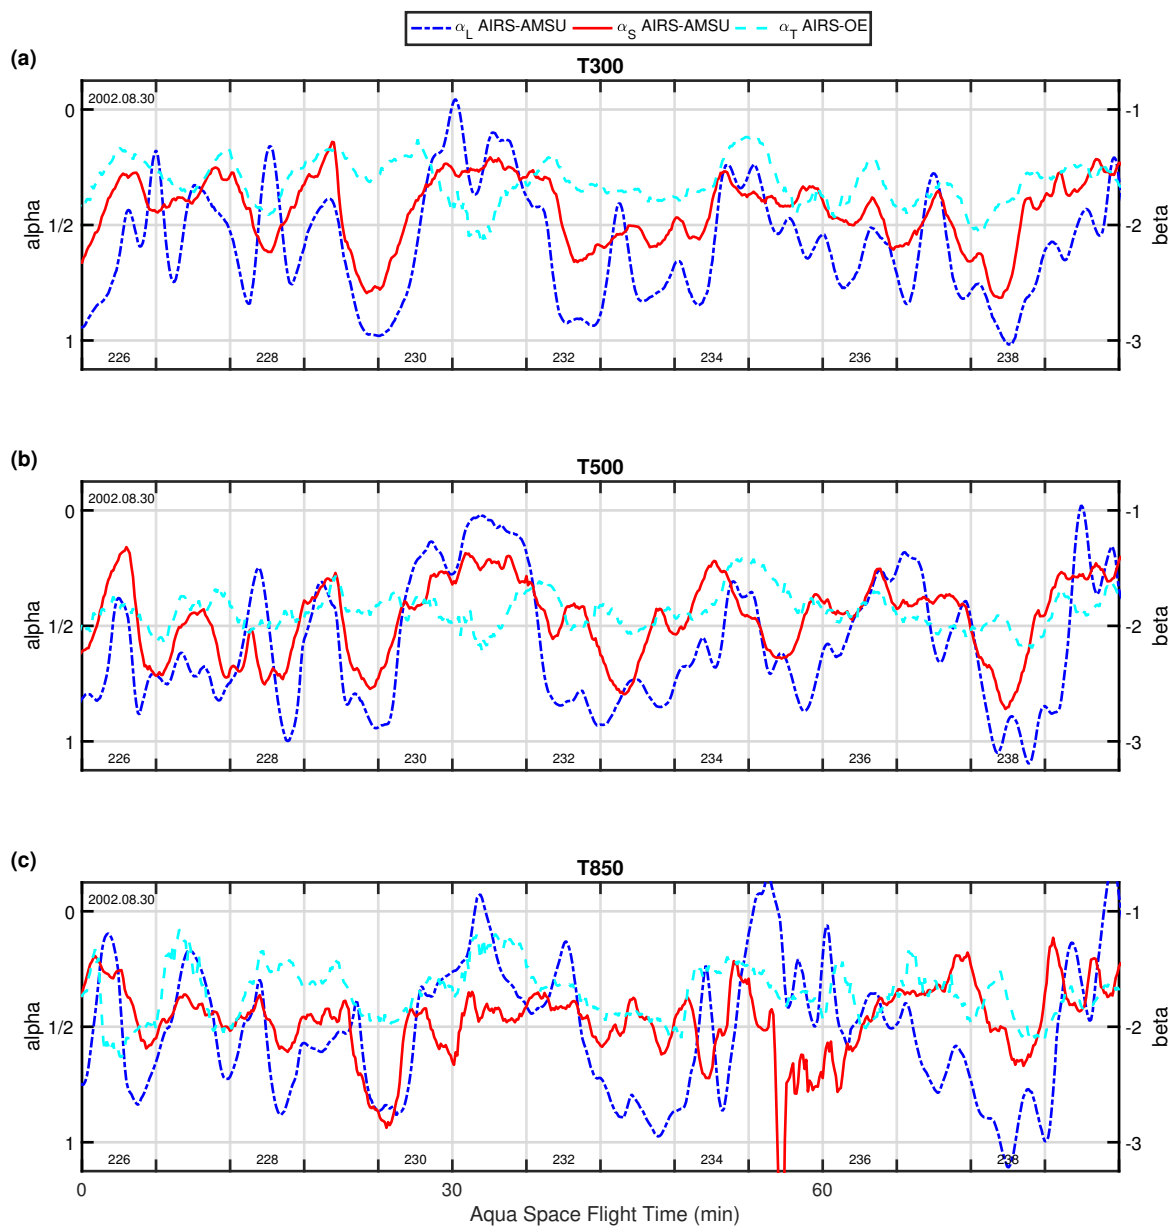 α_L AIRS-AMSU α_S AIRS-AMSU α_T AIRS-OE
(a)
T300
2002.08.30
0
1/2
1
alpha
-1
-2
-3
beta
226 228 230 232 234 236 238
(b)
T500
2002.08.30
0
1/2
1
alpha
-1
-2
-3
beta
226 228 230 232 234 236 238
(c)
T850
2002.08.30
0
1/2
1
alpha
-1
-2
-3
beta
226 228 230 232 234 236 238
0 30 60
Aqua Space Flight Time (min)